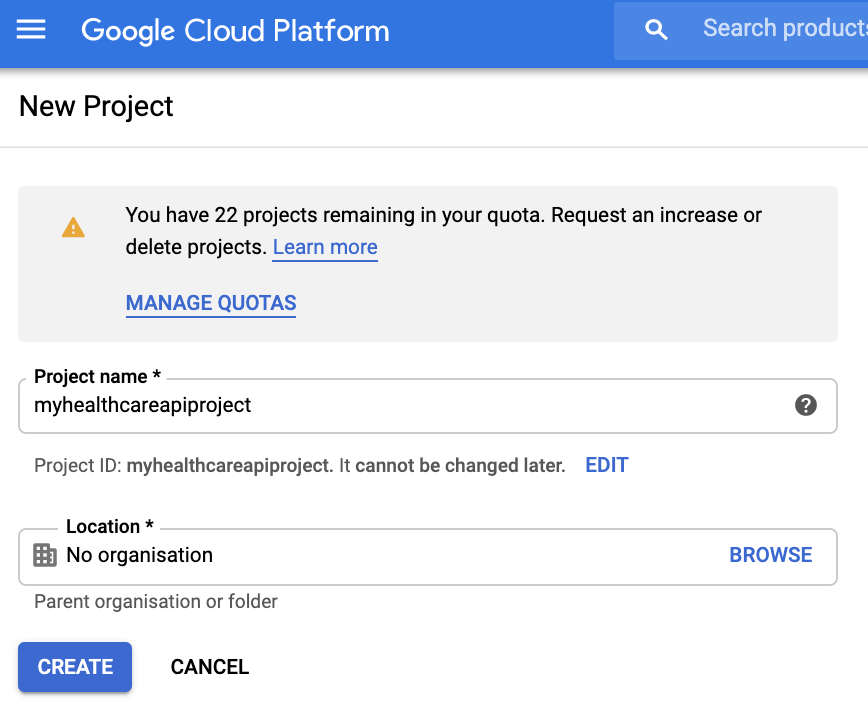 Google Cloud Platform
Search products
New Project
You have 22 projects remaining in your quota. Request an increase or
delete projects. Learn more
MANAGE QUOTAS
Project name *
myhealthcareapiproject
Project ID: myhealthcareapiproject. It cannot be changed later. EDIT
Location *
No organisation BROWSE
Parent organisation or folder
CREATE CANCEL